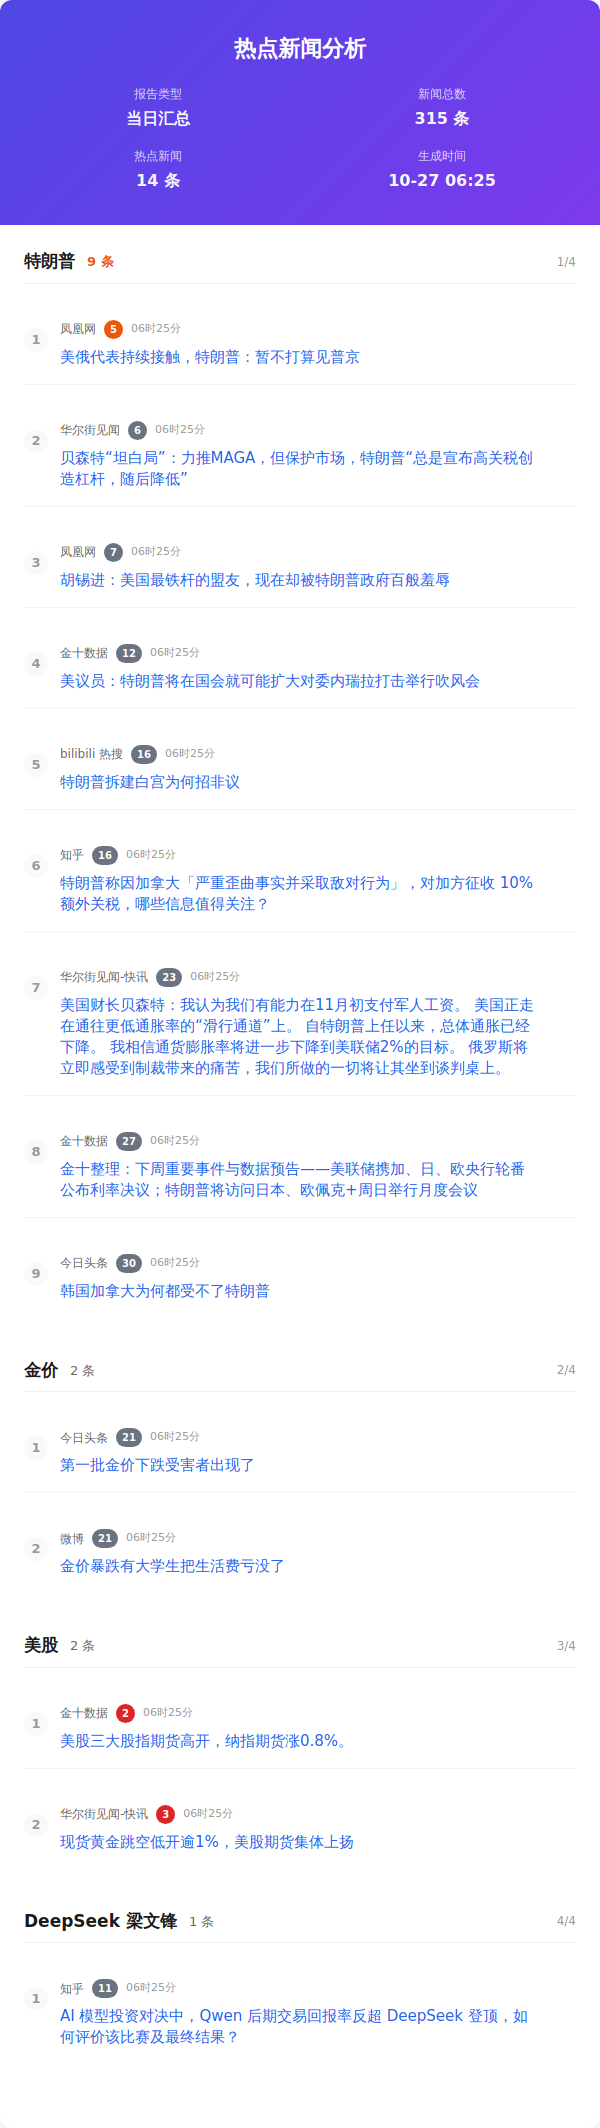 热点新闻分析
报告类型
当日汇总
新闻总数
315 条
热点新闻
14 条
生成时间
10-27 06:25
特朗普 9 条 1/4
1
凤凰网 5 06时25分
美俄代表持续接触，特朗普：暂不打算见普京
2
华尔街见闻 6 06时25分
贝森特“坦白局”：力推MAGA，但保护市场，特朗普“总是宣布高关税创
造杠杆，随后降低”
3
凤凰网 7 06时25分
胡锡进：美国最铁杆的盟友，现在却被特朗普政府百般羞辱
4
金十数据 12 06时25分
美议员：特朗普将在国会就可能扩大对委内瑞拉打击举行吹风会
5
bilibili 热搜 16 06时25分
特朗普拆建白宫为何招非议
6
知乎 16 06时25分
特朗普称因加拿大「严重歪曲事实并采取敌对行为」，对加方征收 10%
额外关税，哪些信息值得关注？
7
华尔街见闻-快讯 23 06时25分
美国财长贝森特：我认为我们有能力在11月初支付军人工资。 美国正走
在通往更低通胀率的“滑行通道”上。 自特朗普上任以来，总体通胀已经
下降。 我相信通货膨胀率将进一步下降到美联储2%的目标。 俄罗斯将
立即感受到制裁带来的痛苦，我们所做的一切将让其坐到谈判桌上。
8
金十数据 27 06时25分
金十整理：下周重要事件与数据预告——美联储携加、日、欧央行轮番
公布利率决议；特朗普将访问日本、欧佩克+周日举行月度会议
9
今日头条 30 06时25分
韩国加拿大为何都受不了特朗普
金价 2 条 2/4
1
今日头条 21 06时25分
第一批金价下跌受害者出现了
2
微博 21 06时25分
金价暴跌有大学生把生活费亏没了
美股 2 条 3/4
1
金十数据 2 06时25分
美股三大股指期货高开，纳指期货涨0.8%。
2
华尔街见闻-快讯 3 06时25分
现货黄金跳空低开逾1%，美股期货集体上扬
DeepSeek 梁文锋 1 条 4/4
1
知乎 11 06时25分
AI 模型投资对决中，Qwen 后期交易回报率反超 DeepSeek 登顶，如
何评价该比赛及最终结果？